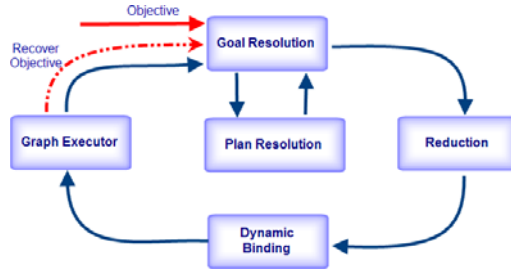 Objective
Recover
Objective
Goal Resolution
Graph Executor
Plan Resolution
Reduction
Dynamic
Binding